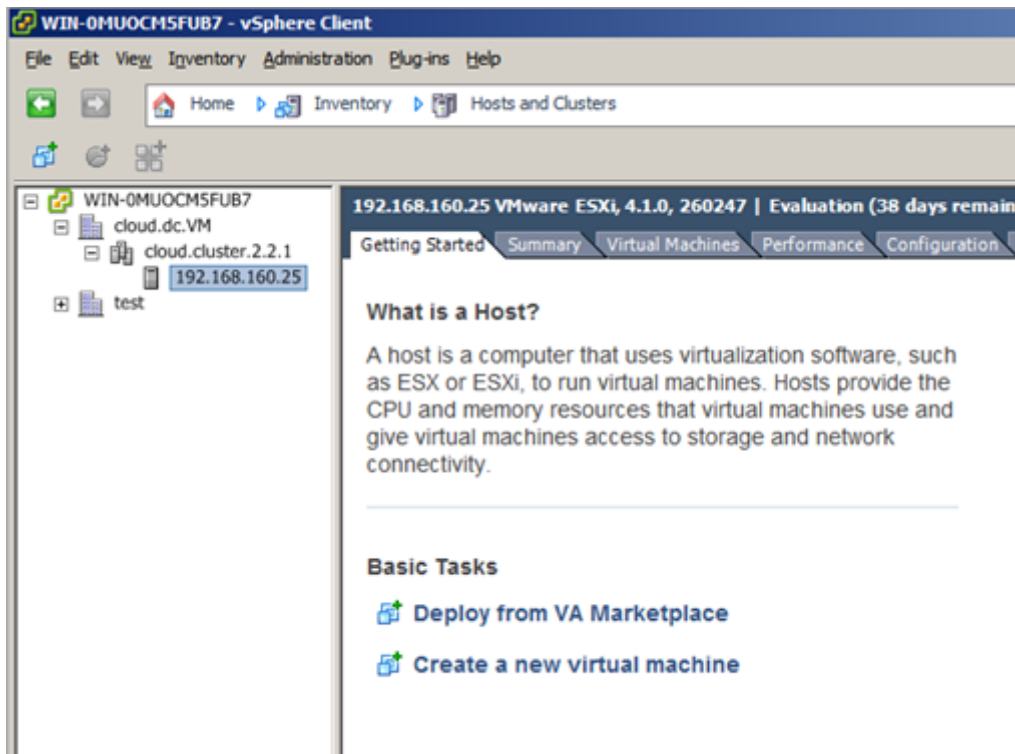 WIN-0MUOCM5FUB7 - vSphere Client
File Edit View Inventory Administration Plug-ins Help
Home Inventory Hosts and Clusters
WIN-0MUOCM5FUB7
cloud.dc.VM
cloud.cluster.2.2.1
192.168.160.25
test
192.168.160.25 VMware ESXi, 4.1.0, 260247 | Evaluation (38 days remain
Getting Started Summary Virtual Machines Performance Configuration
What is a Host?
A host is a computer that uses virtualization software, such
as ESX or ESXi, to run virtual machines. Hosts provide the
CPU and memory resources that virtual machines use and
give virtual machines access to storage and network
connectivity.
Basic Tasks
Deploy from VA Marketplace
Create a new virtual machine